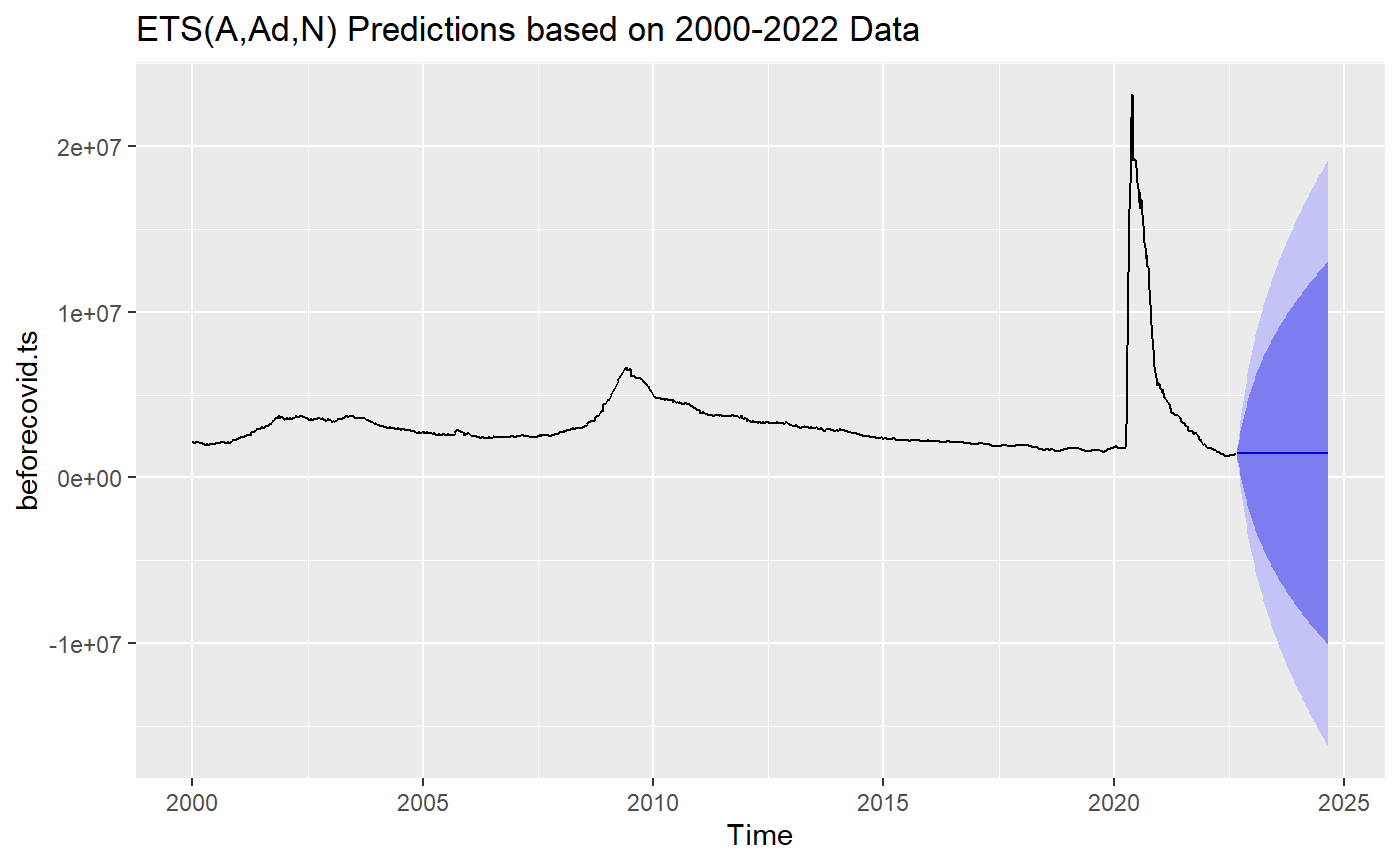 ETS(A,Ad,N) Predictions based on 2000-2022 Data
2e+07
1e+07
0e+00
-1e+07
beforecovid.ts
2000 2005 2010 2015 2020 2025
Time